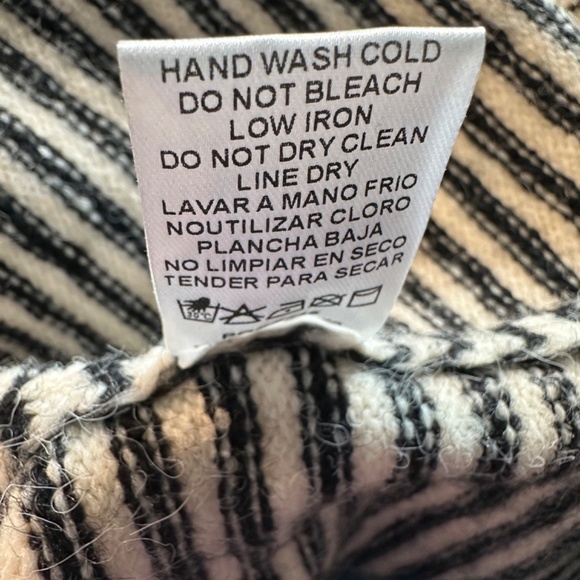 HAND WASH COLD
DO NOT BLEACH
LOW IRON
DO NOT DRY CLEAN
LINE DRY
LAVAR A MANO FRIO
NOUTILIZAR CLORO
PLANCHA BAJA
NO LIMPIAR EN SECO
TENDER PARA SECAR